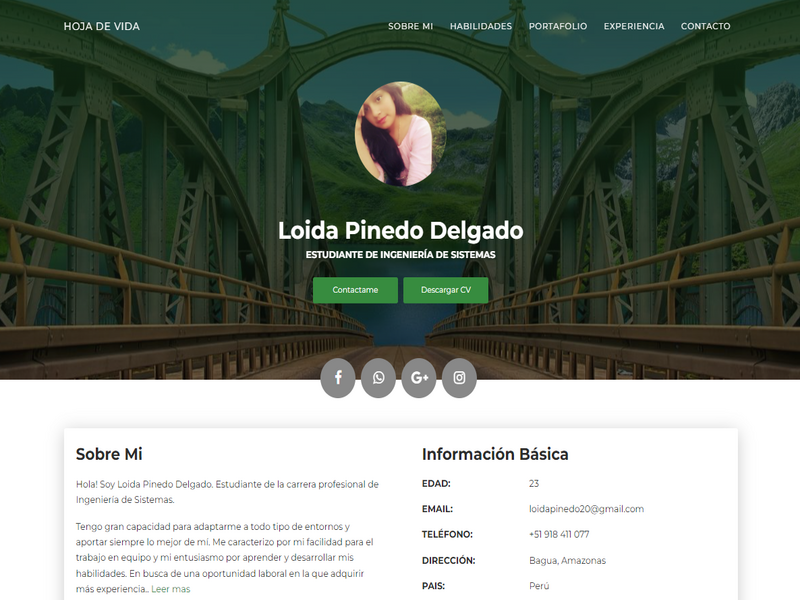 HOJA DE VIDA
SOBRE MI HABILIDADES PORTAFOLIO EXPERIENCIA CONTACTO
Loida Pinedo Delgado
ESTUDIANTE DE INGENIERÍA DE SISTEMAS
Contactame Descargar CV
Sobre Mi
Hola! Soy Loida Pinedo Delgado. Estudiante de la carrera profesional de
Ingeniería de Sistemas.
Tengo gran capacidad para adaptarme a todo tipo de entornos y
aportar siempre lo mejor de mí. Me caracterizo por mi facilidad para el
trabajo en equipo y mi entusiasmo por aprender y desarrollar mis
habilidades. En busca de una oportunidad laboral en la que adquirir
más experiencia.. Leer mas
Información Básica
EDAD: 23
EMAIL: loidapinedo20@gmail.com
TELÉFONO: +51 918 411 077
DIRECCIÓN: Bagua, Amazonas
PAIS: Perú